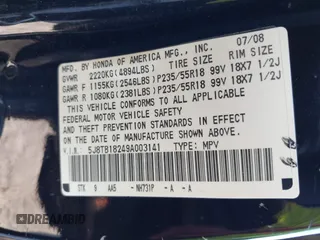 07/08
MFD. BY HONDA OF AMERICA MFG., INC.
GVWR 2220KG(4894LBS) TIRE SIZE RIM SIZE
GAWR F 1155KG(2546LBS)P235/55R18 99V 18X7 1/2J
GAWR R 1080KG(2381LBS)P235/55R18 99V 18X7 1/2J
THIS VEHICLE CONFORMS TO ALL APPLICABLE
FEDERAL MOTOR VEHICLE SAFETY AND
THEFT PREVENTION STANDARDS IN EFFECT ON THE
DATE OF MANUFACTURE SHOWN ABOVE.
V.I.N: 5J8TB18249A003141 TYPE: MPV
STK 9 AA5 - NH731P - A - A
DREAMBID